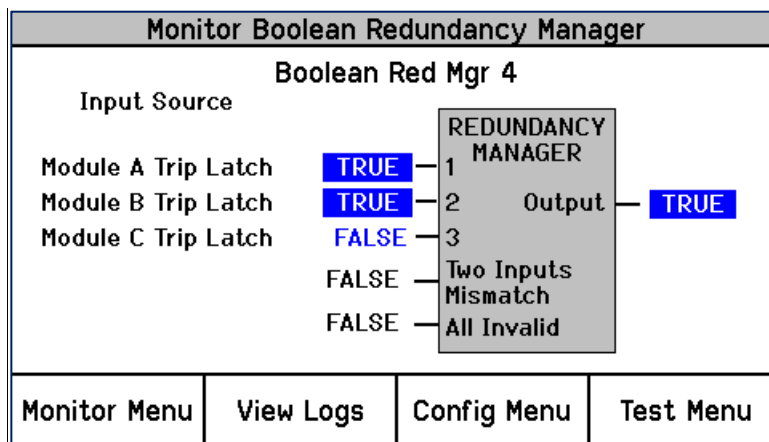 Monitor Boolean Redundancy Manager
Boolean Red Mgr 4
Input Source
REDUNDANCY
MANAGER
Module A Trip Latch TRUE 1
Module B Trip Latch TRUE 2 Output TRUE
Module C Trip Latch FALSE 3
FALSE Two Inputs
Mismatch
FALSE All Invalid
Monitor Menu View Logs Config Menu Test Menu